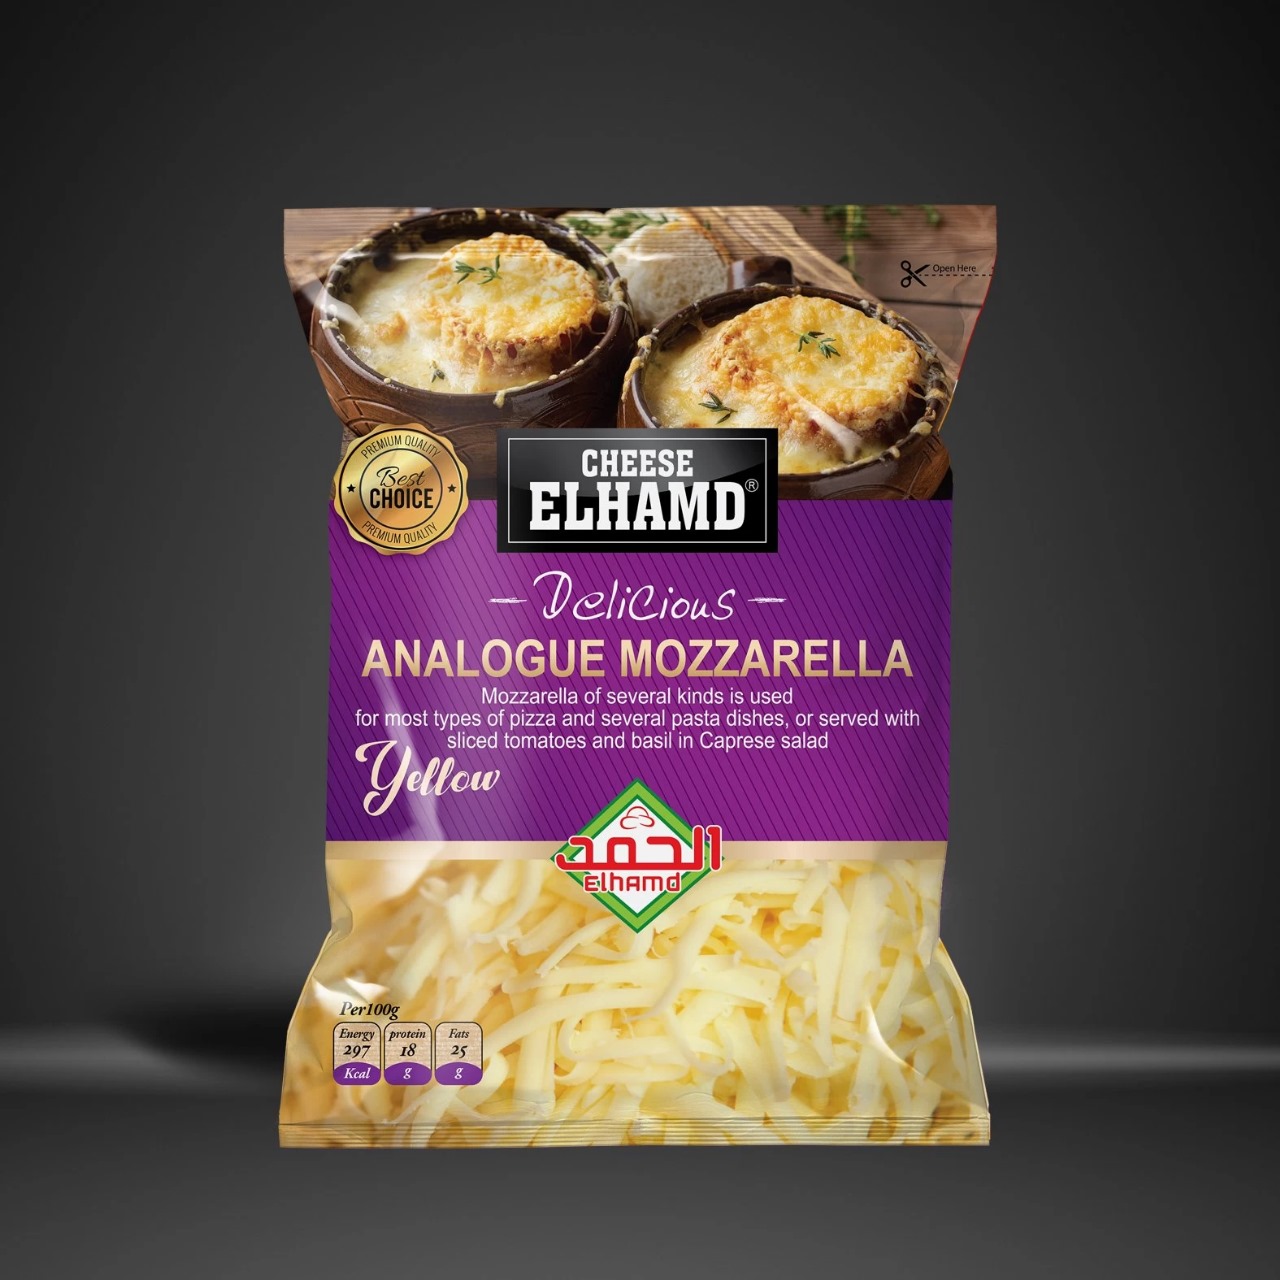 Open Here
PREMIUM QUALITY
Best
CHOICE
PREMIUM QUALITY
CHEESE
ELHAMD®
Delicious
ANALOGUE MOZZARELLA
Mozzarella of several kinds is used
for most types of pizza and several pasta dishes, or served with
sliced tomatoes and basil in Caprese salad
Yellow
الحمد
Elhamd
Per100g
Energy protein Fats
297 18 25
Kcal g g